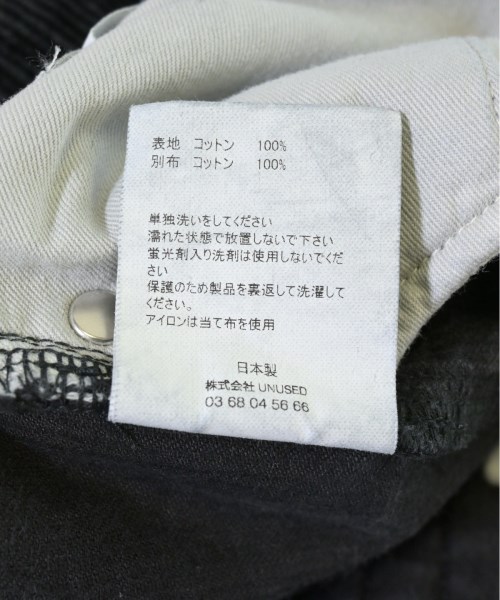 表地 コットン 100%
別布 コットン 100%
単独洗いをしてください
濡れた状態で放置しないで下さい
蛍光剤入り洗剤は使用しないでくだ
さい
保護のため製品を裏返して洗濯して
ください。
アイロンは当て布を使用
日本製
株式会社 UNUSED
03 68 04 56 66